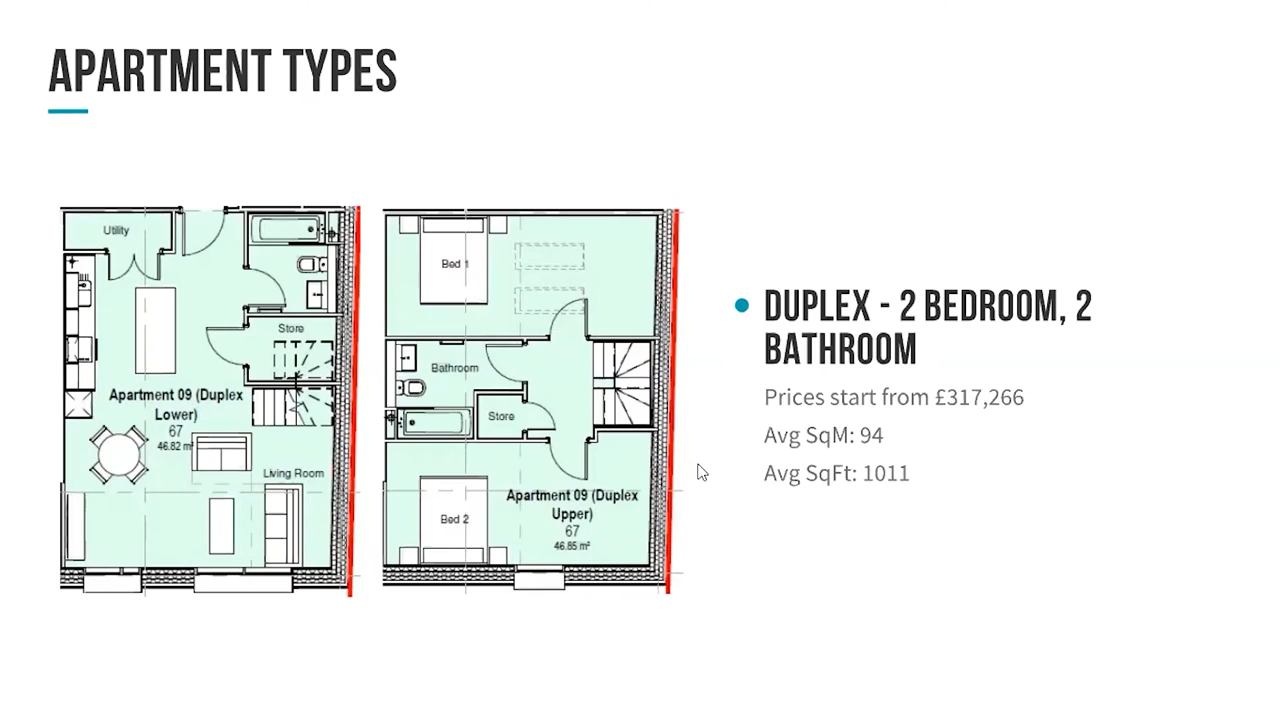 APARTMENT TYPES
Utility
Store
Apartment 09 (Duplex
Lower)
67
46.82 m²
Living Room
Bed 1
Bathroom
Store
Apartment 09 (Duplex
Upper)
67
46.85 m²
Bed 2
DUPLEX - 2 BEDROOM, 2
BATHROOM
Prices start from £317,266
Avg SqM: 94
Avg SqFt: 1011